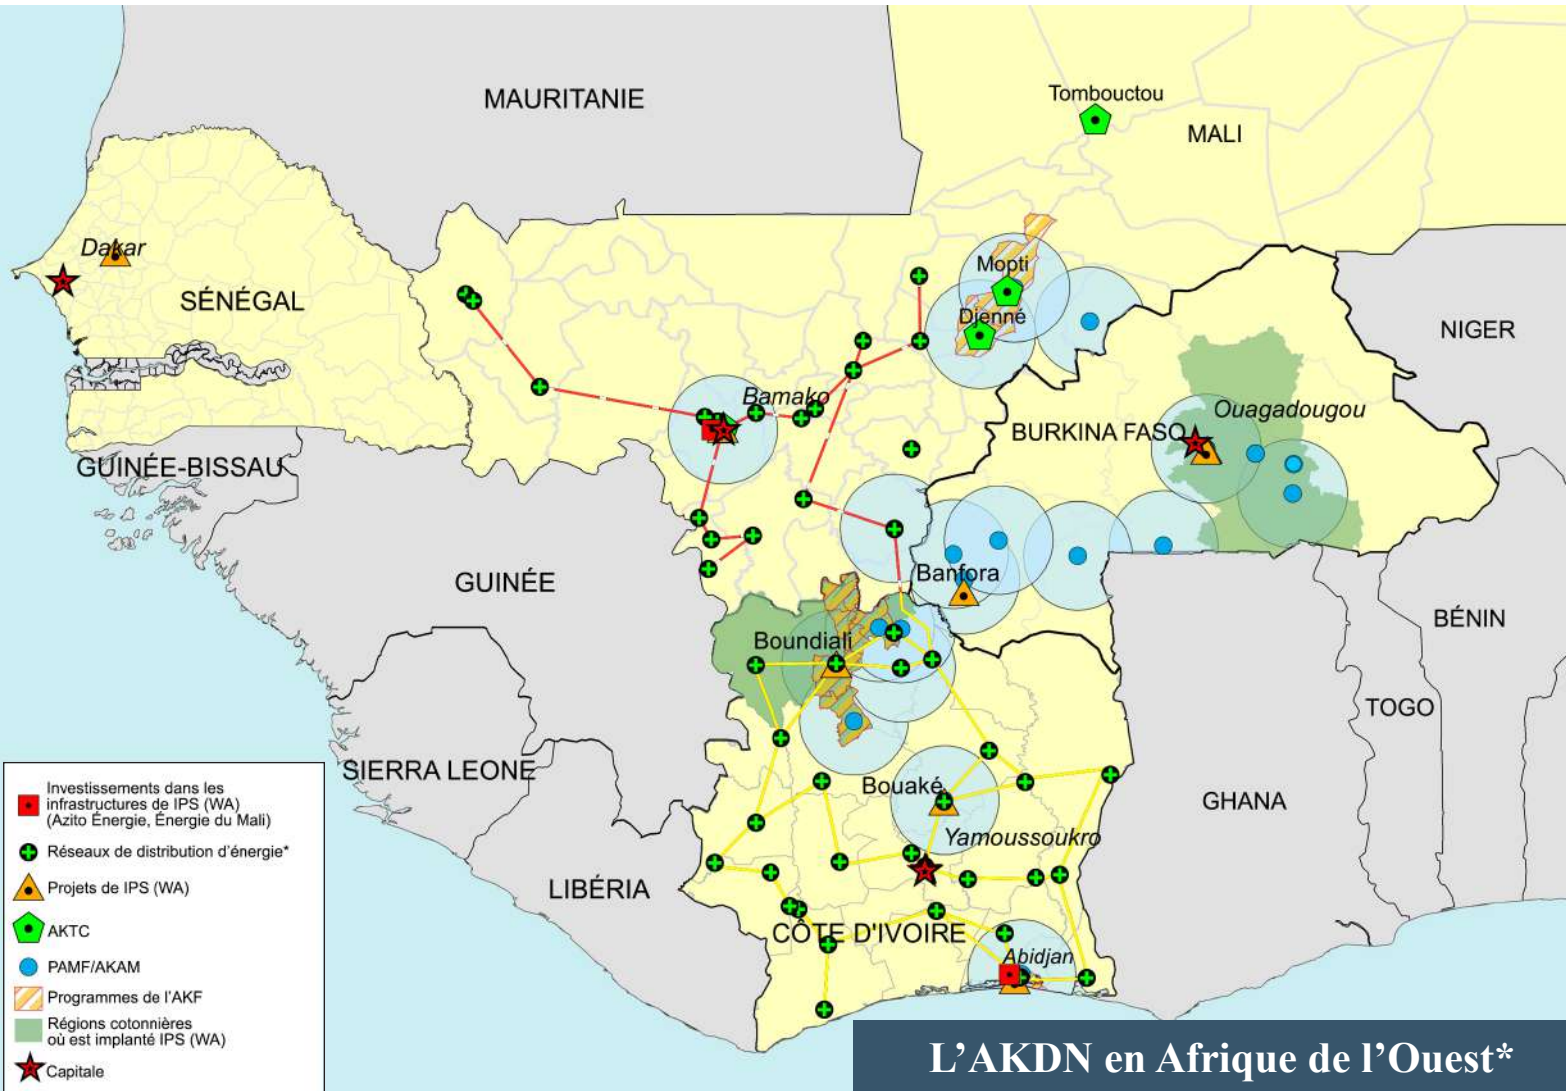 MAURITANIE
Tombouctou
MALI
Dakar
SÉNÉGAL
Mopti
Djenné
NIGER
Bamako
Ouagadougou
BURKINA FASO
GUINÉE-BISSAU
GUINÉE
Banfora
BÉNIN
Boundiali
TOGO
SIERRA LEONE
Bouaké
GHANA
Yamoussoukro
LIBÉRIA
CÔTE D'IVOIRE
Abidjan
Investissements dans les
infrastructures de IPS (WA)
(Azito Énergie, Énergie du Mali)
Réseaux de distribution d'énergie*
Projets de IPS (WA)
AKTC
PAMF/AKAM
Programmes de l'AKF
Régions cotonnières
où est implanté IPS (WA)
Capitale
L'AKDN en Afrique de l'Ouest*